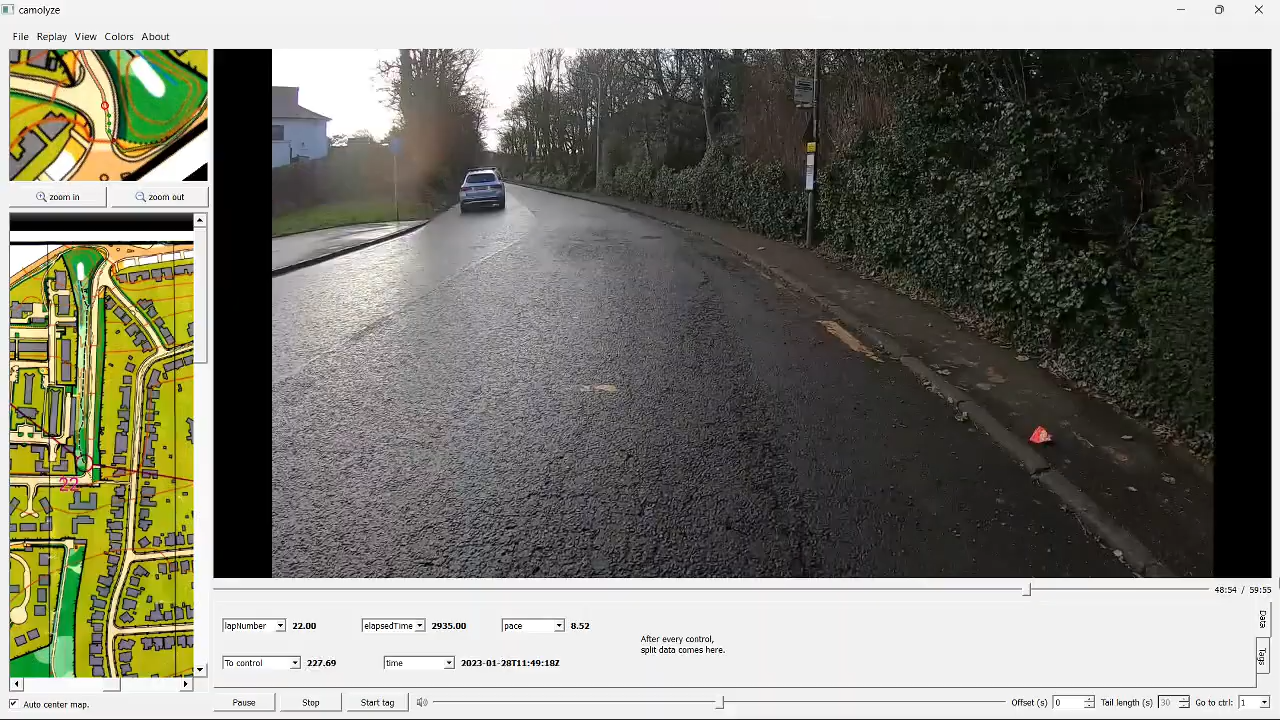 camolyze
File Replay View Colors About
zoom in
zoom out
22
48:54 / 59:55
lapNumber 22.00 elapsedTime 2935.00 pace 8.52
After every control,
split data comes here.
To control 227.69 time 2023-01-28T11:49:18Z
Data
Tags
Auto center map.
Pause Stop Start tag Offset (s) 0 Tail length (s) 30 Go to ctrl: 1